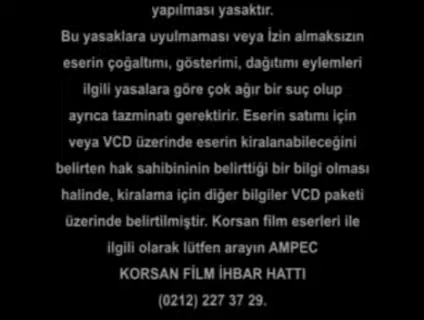 yapılması yasaktır.
Bu yasaklara uyulmaması veya İzin almaksızın
eserin çoğaltımı, gösterimi, dağıtımı eylemleri
ilgili yasalara göre çok ağır bir suç olup
ayrıca tazminatı gerektirir. Eserin satımı için
veya VCD üzerinde eserin kiralanabileceğini
belirten hak sahibininin belirttiği bir bilgi olması
halinde, kiralama için diğer bilgiler VCD paketi
üzerinde belirtilmiştir. Korsan film eserleri ile
ilgili olarak lütfen arayın AMPEC
KORSAN FİLM İHBAR HATTI
(0212) 227 37 29.